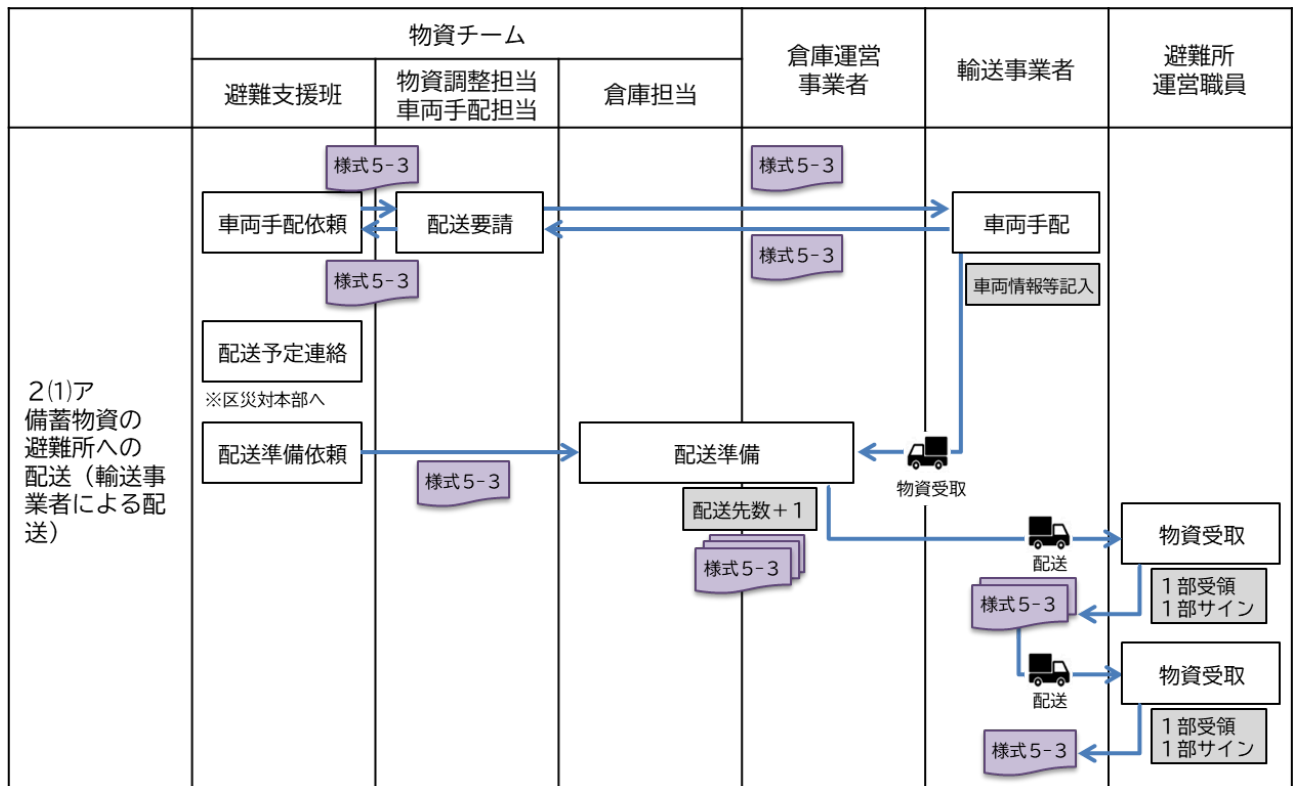 物資チーム
避難支援班
物資調整担当
車両手配担当
倉庫担当
倉庫運営
事業者
輸送事業者
避難所
運営職員
2⑴ア
備蓄物資の
避難所への
配送（輸送事
業者による配
送）
様式５-３
様式５-３
車両手配依頼
配送要請
車両手配
様式５-３
様式５-３
車両情報等記入
配送予定連絡
※区災対本部へ
配送準備依頼
様式５-３
配送準備
物資受取
配送先数＋１
様式５-３
配送
物資受取
１部受領
１部サイン
様式５-３
配送
物資受取
１部受領
１部サイン
様式５-３